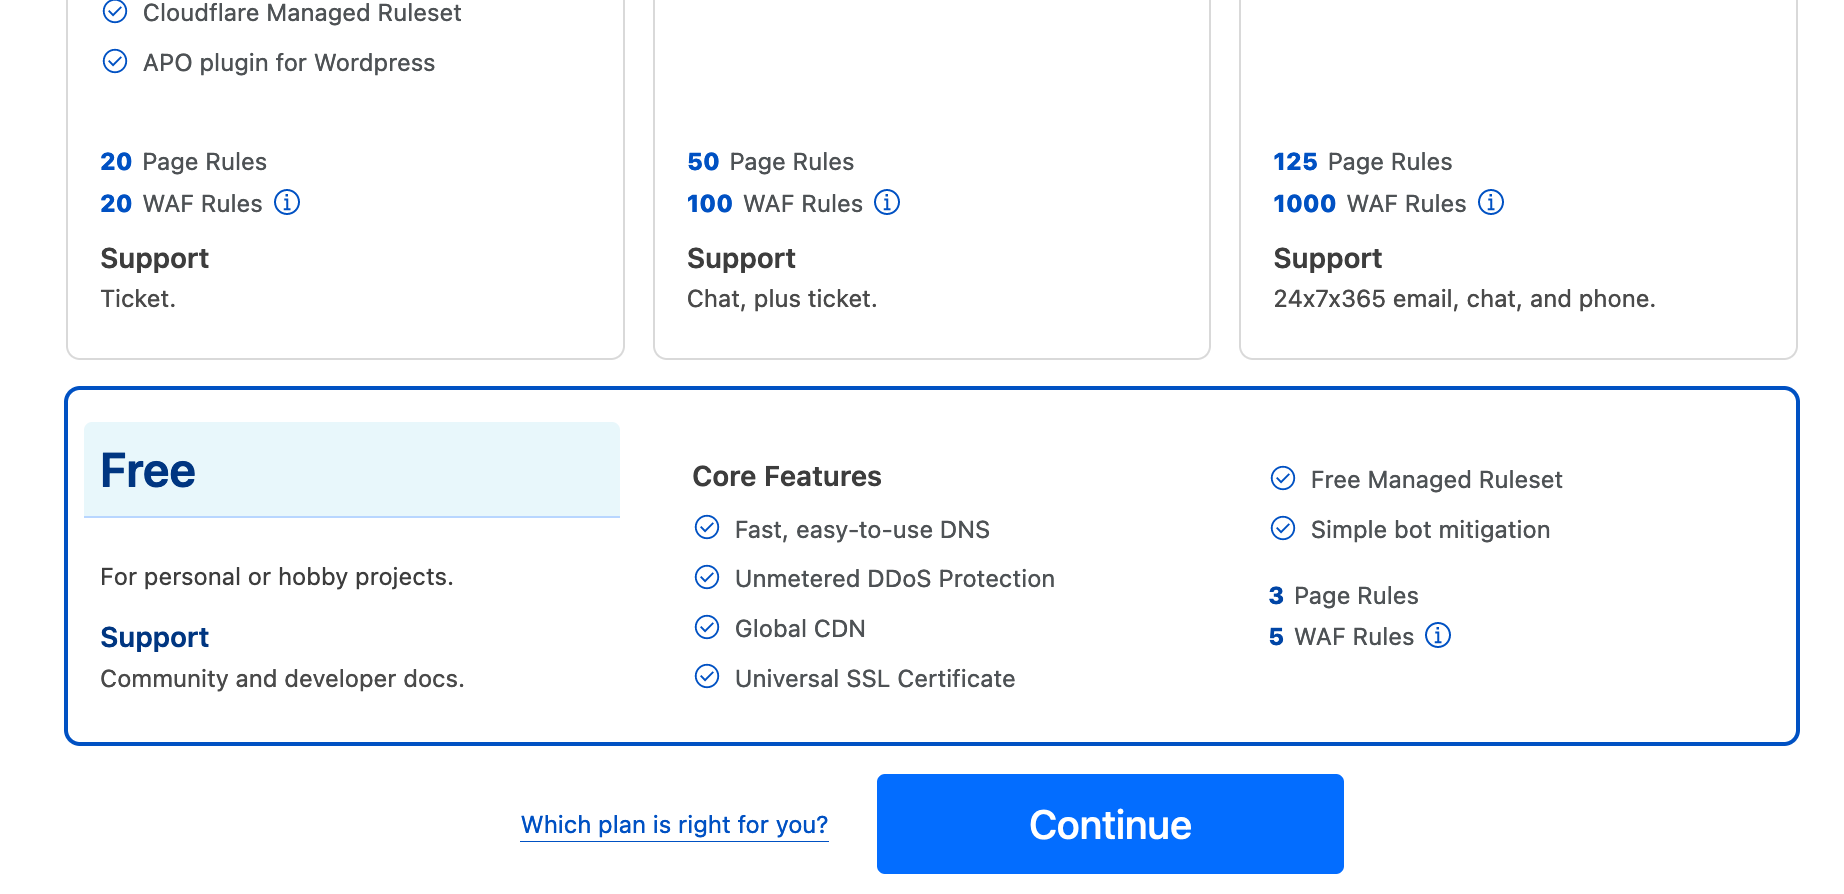 Cloudflare Managed Ruleset
APO plugin for Wordpress
20 Page Rules
20 WAF Rules
Support
Ticket.
50 Page Rules
100 WAF Rules
Support
Chat, plus ticket.
125 Page Rules
1000 WAF Rules
Support
24x7x365 email, chat, and phone.
Free
For personal or hobby projects.
Support
Community and developer docs.
Core Features
Fast, easy-to-use DNS
Unmetered DDoS Protection
Global CDN
Universal SSL Certificate
Free Managed Ruleset
Simple bot mitigation
3 Page Rules
5 WAF Rules
Which plan is right for you?
Continue